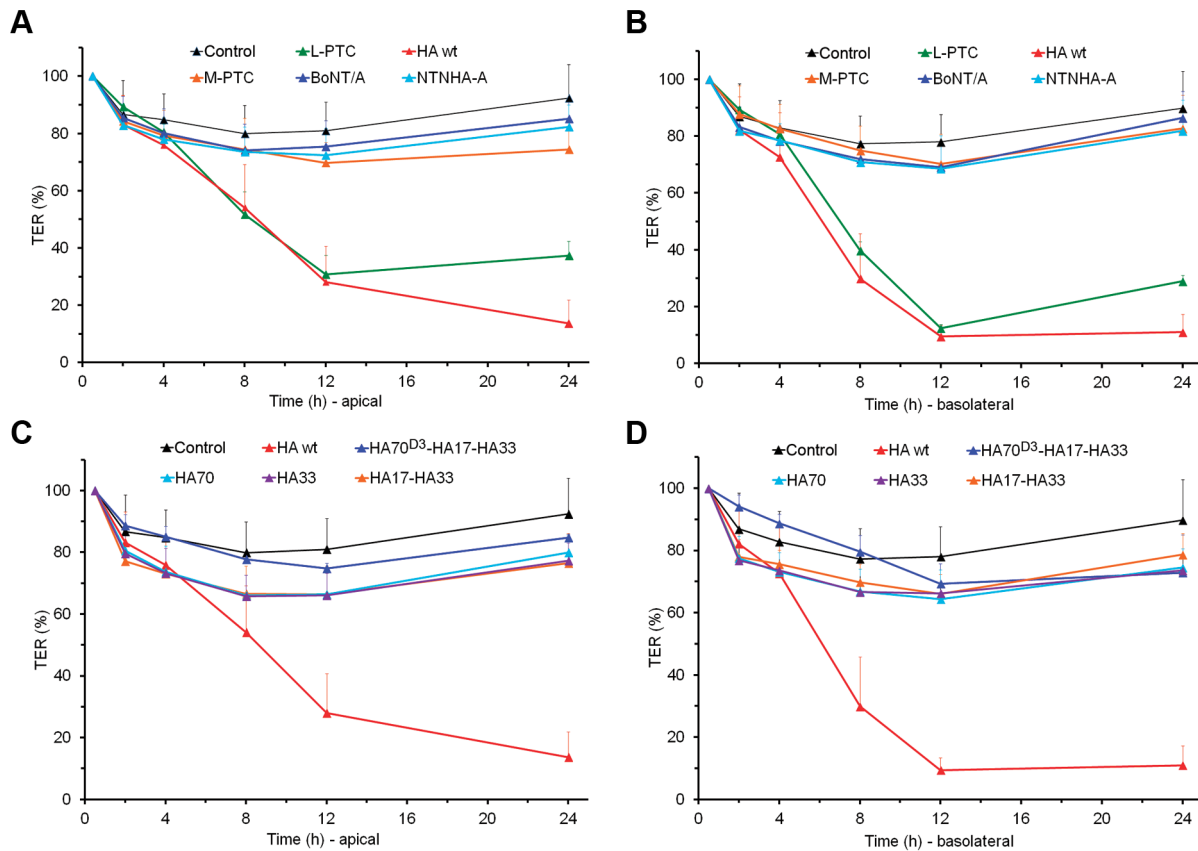 A
Control L-PTC HA wt
M-PTC BoNT/A NTNHA-A
TER (%)
100
80
60
40
20
0
0 4 8 12 16 20 24
Time (h) - apical
B
Control L-PTC HA wt
M-PTC BoNT/A NTNHA-A
TER (%)
100
80
60
40
20
0
0 4 8 12 16 20 24
Time (h) - basolateral
C
Control HA wt HA70D3-HA17-HA33
HA70 HA33 HA17-HA33
TER (%)
100
80
60
40
20
0
0 4 8 12 16 20 24
Time (h) - apical
D
Control HA wt HA70D3-HA17-HA33
HA70 HA33 HA17-HA33
TER (%)
100
80
60
40
20
0
0 4 8 12 16 20 24
Time (h) - basolateral